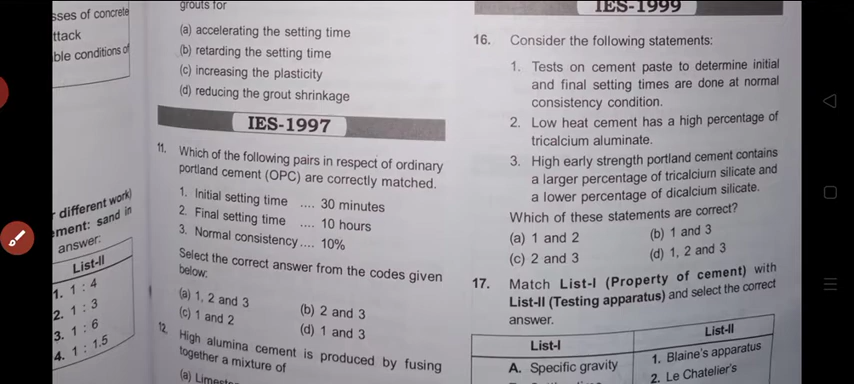 sses of concrete
ttack
ble conditions of
different work)
ement: sand in
answer:
List-II
1. 1 : 4
2. 1 : 3
3. 1 : 6
4. 1 : 1.5
grouts for
(a) accelerating the setting time
(b) retarding the setting time
(c) increasing the plasticity
(d) reducing the grout shrinkage
IES-1997
11. Which of the following pairs in respect of ordinary
portland cement (OPC) are correctly matched.
1. Initial setting time .... 30 minutes
2. Final setting time .... 10 hours
3. Normal consistency .... 10%
Select the correct answer from the codes given
below:
(a) 1, 2 and 3 (b) 2 and 3
(c) 1 and 2 (d) 1 and 3
12. High alumina cement is produced by fusing
together a mixture of
(a) Limest
IES-1999
16. Consider the following statements:
1. Tests on cement paste to determine initial
and final setting times are done at normal
consistency condition.
2. Low heat cement has a high percentage of
tricalcium aluminate.
3. High early strength portland cement contains
a larger percentage of tricalcium silicate and
a lower percentage of dicalcium silicate.
Which of these statements are correct?
(a) 1 and 2 (b) 1 and 3
(c) 2 and 3 (d) 1, 2 and 3
17. Match List-I (Property of cement) with
List-II (Testing apparatus) and select the correct
answer.
List-I List-II
A. Specific gravity 1. Blaine's apparatus
2. Le Chatelier's